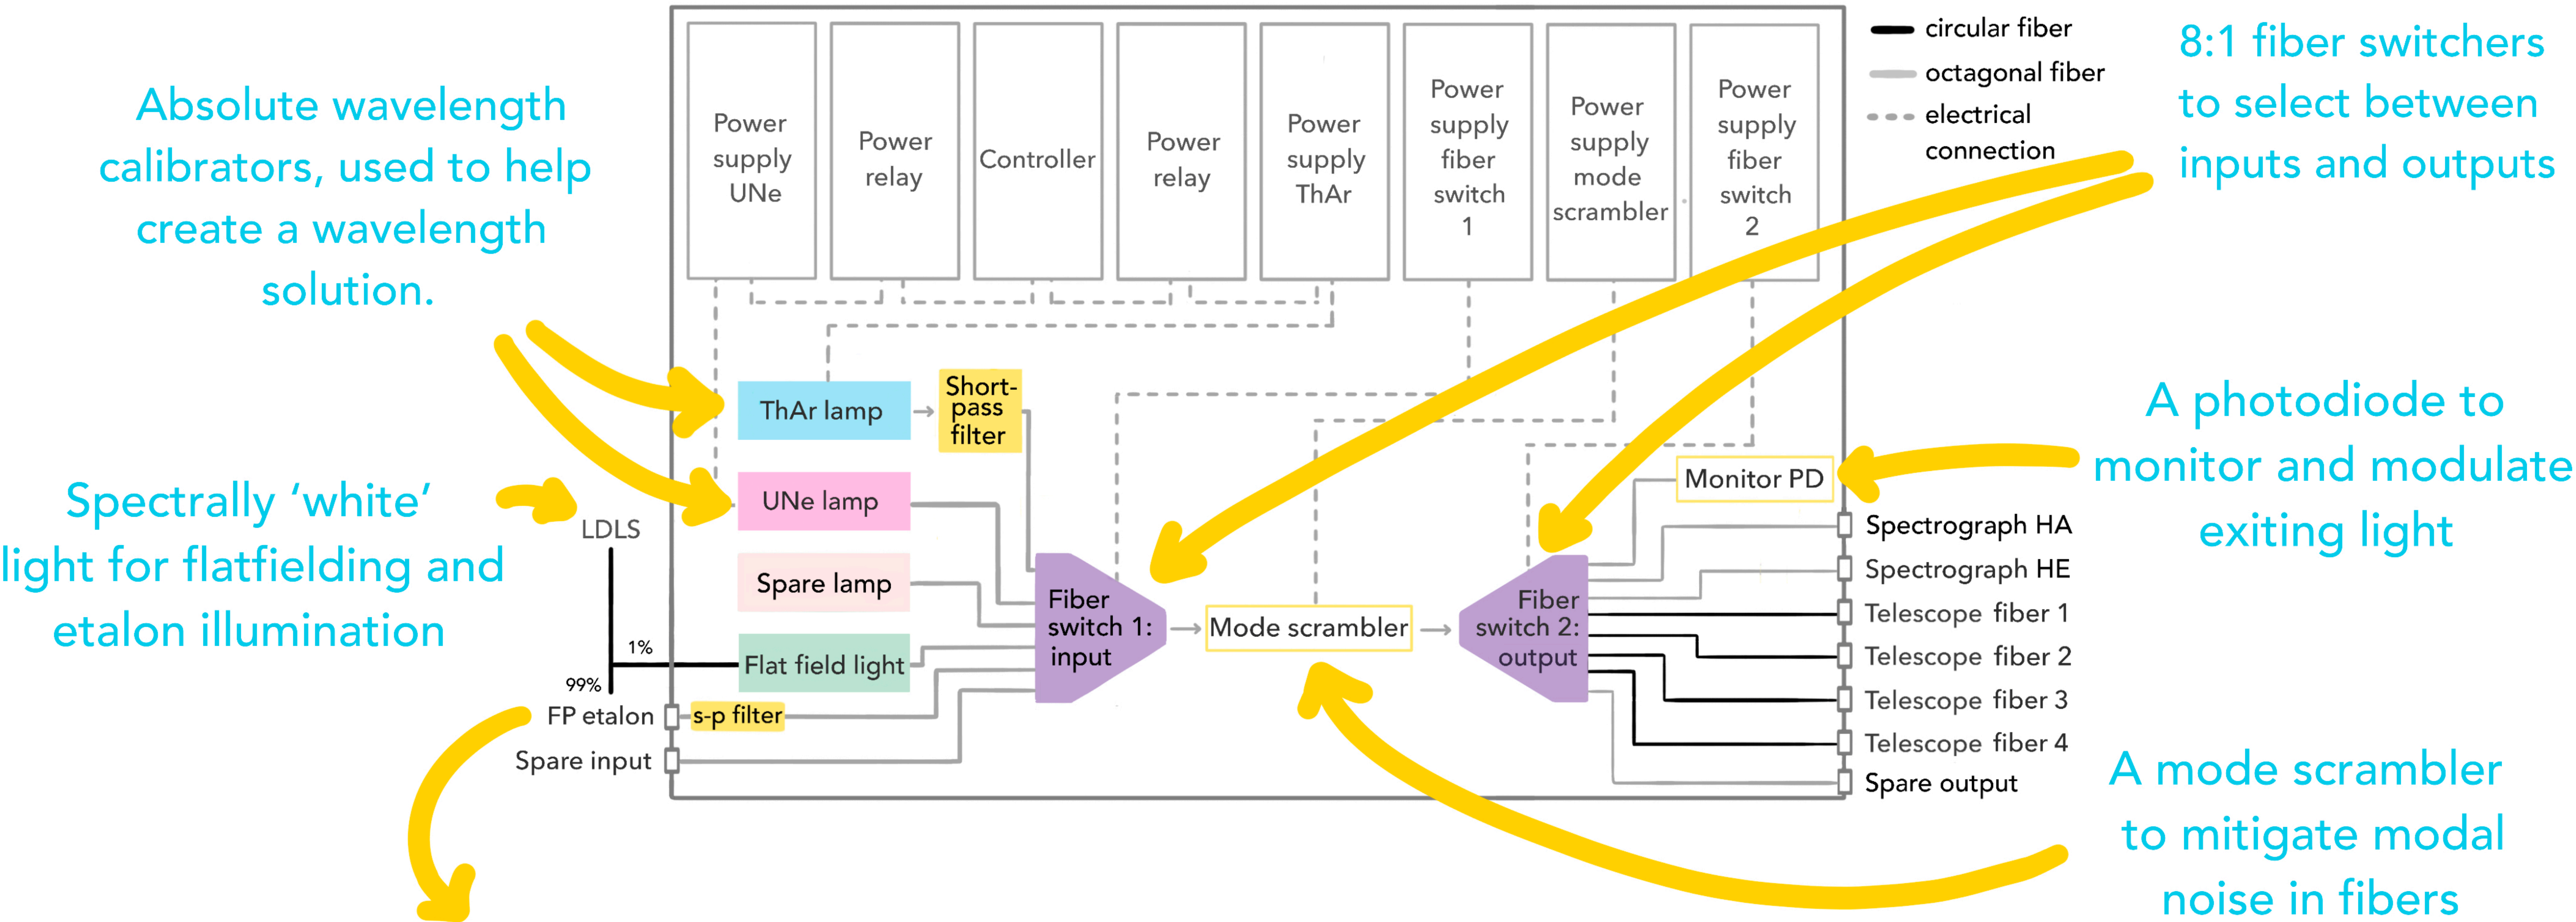 Absolute wavelength
calibrators, used to help
create a wavelength
solution.
Spectrally ‘white’
light for flatfielding and
etalon illumination
Power
supply
UNe
Power
relay
Controller
Power
relay
Power
supply
ThAr
Power
supply
fiber
switch
1
Power
supply
mode
scrambler
Power
supply
fiber
switch
2
circular fiber
octagonal fiber
electrical
connection
8:1 fiber switchers
to select between
inputs and outputs
ThAr lamp
Short-
pass
filter
UNe lamp
Spare lamp
Flat field light
LDLS
1%
99%
FP etalon
s-p filter
Spare input
Fiber
switch 1:
input
Mode scrambler
Fiber
switch 2:
output
Monitor PD
Spectrograph HA
Spectrograph HE
Telescope fiber 1
Telescope fiber 2
Telescope fiber 3
Telescope fiber 4
Spare output
A photodiode to
monitor and modulate
exiting light
A mode scrambler
to mitigate modal
noise in fibers